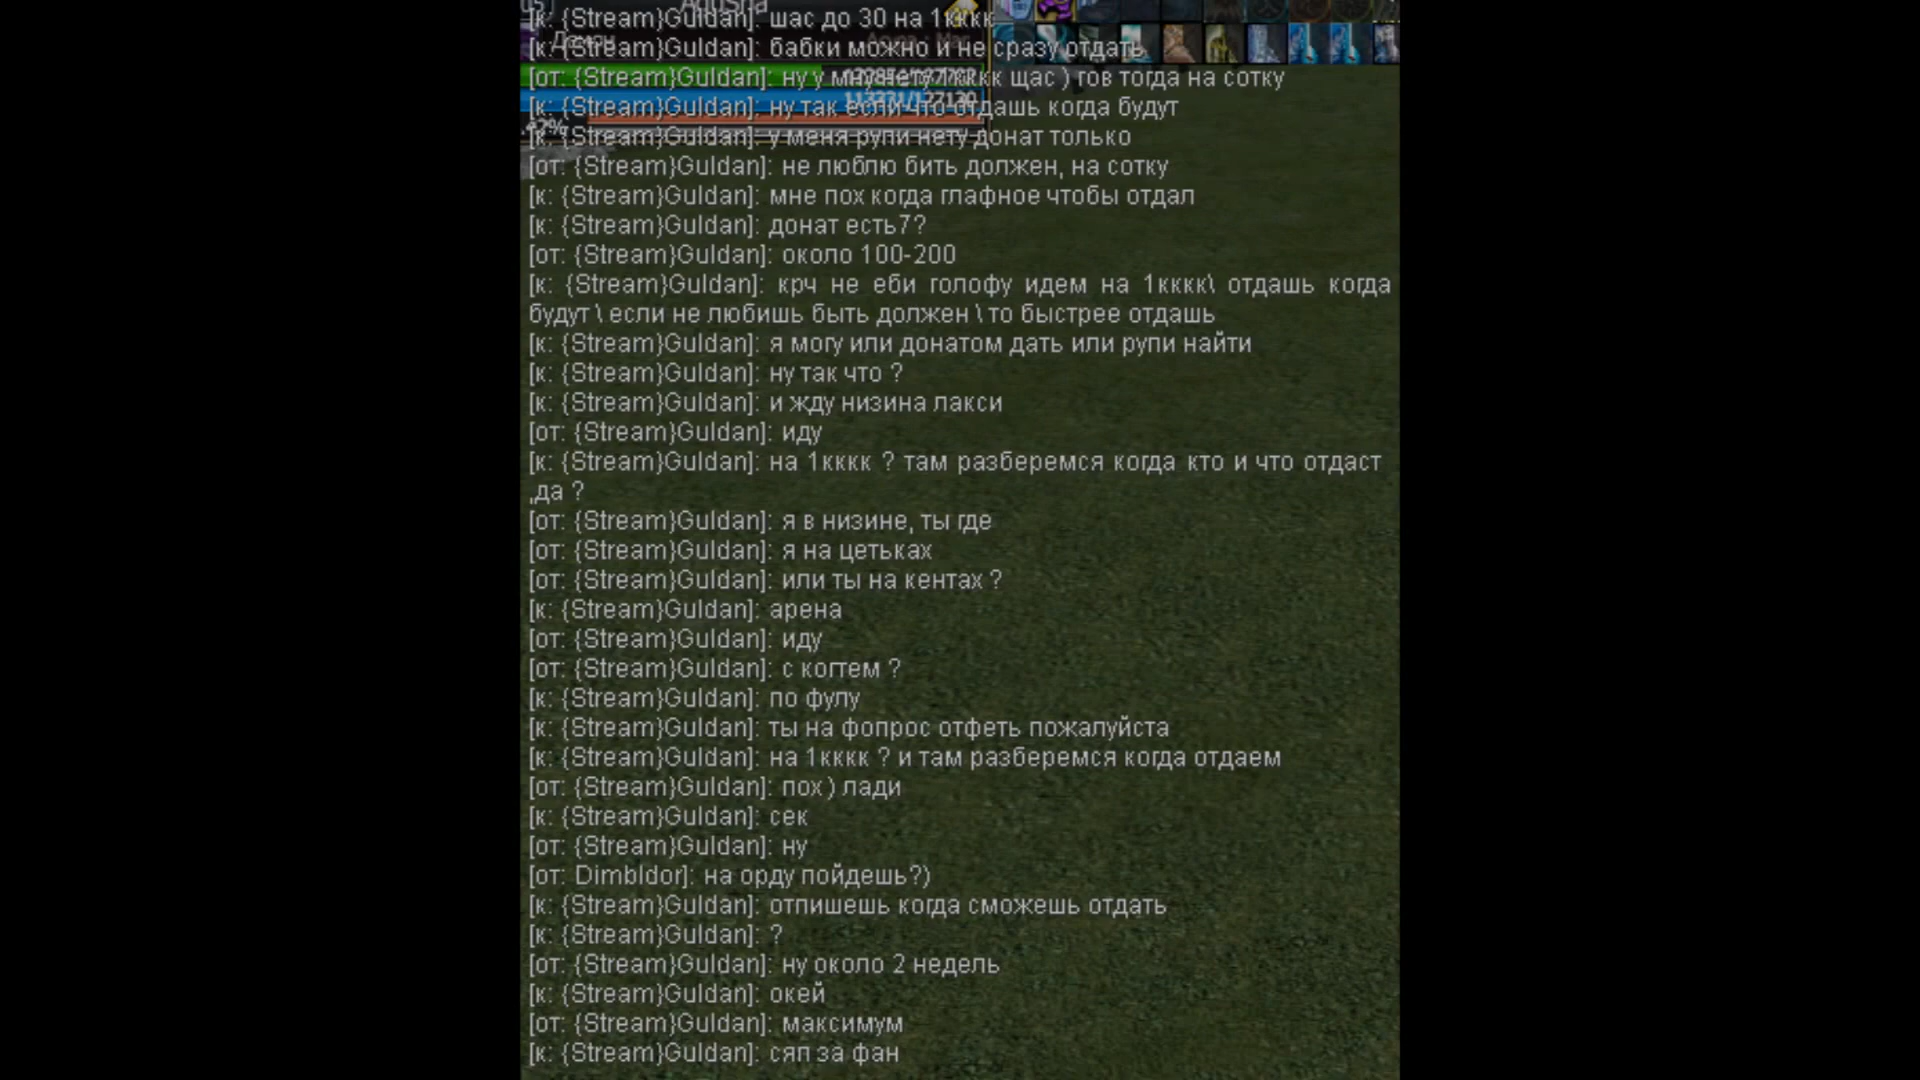 [к: {Stream}Guldan]: шас до 30 на 1кккк
[к: {Stream}Guldan]: бабки можно и не сразу отдать
[от: {Stream}Guldan]: ну у щас ) гов тогда на сотку
113371/127130
[к: {Stream}Guldan]: ну так если что отдашь когда будут
[к: {Stream}Guldan]: у меня рупи нету донат только
[от: {Stream}Guldan]: не люблю бить должен, на сотку
[к: {Stream}Guldan]: мне пох когда глафное чтобы отдал
[к: {Stream}Guldan]: донат есть7?
[от: {Stream}Guldan]: около 100-200
[к: {Stream}Guldan]: крч не еби голофу идем на 1кккк\ отдашь когда
будут \ если не любишь быть должен \ то быстрее отдашь
[к: {Stream}Guldan]: я могу или донатом дать или рупи найти
[к: {Stream}Guldan]: ну так что ?
[к: {Stream}Guldan]: и жду низина лакси
[от: {Stream}Guldan]: иду
[к: {Stream}Guldan]: на 1кккк ? там разберемся когда кто и что отдаст
,да ?
[от: {Stream}Guldan]: я в низине, ты где
[от: {Stream}Guldan]: я на цетьках
[от: {Stream}Guldan]: или ты на кентах ?
[к: {Stream}Guldan]: арена
[от: {Stream}Guldan]: иду
[от: {Stream}Guldan]: с когтем ?
[к: {Stream}Guldan]: по фулу
[к: {Stream}Guldan]: ты на фопрос отфеть пожалуйста
[к: {Stream}Guldan]: на 1кккк ? и там разберемся когда отдаем
[от: {Stream}Guldan]: пох ) лади
[к: {Stream}Guldan]: сек
[от: {Stream}Guldan]: ну
[от: Dimbldor]: на орду пойдешь?)
[к: {Stream}Guldan]: отпишешь когда сможешь отдать
[к: {Stream}Guldan]: ?
[от: {Stream}Guldan]: ну около 2 недель
[к: {Stream}Guldan]: окей
[от: {Stream}Guldan]: максимум
[к: {Stream}Guldan]: сяп за фан